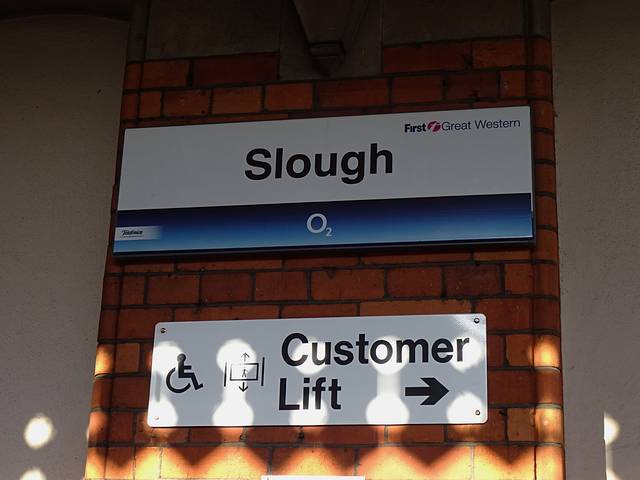 First Great Western
Slough
O2
Telefónica
Customer
Lift